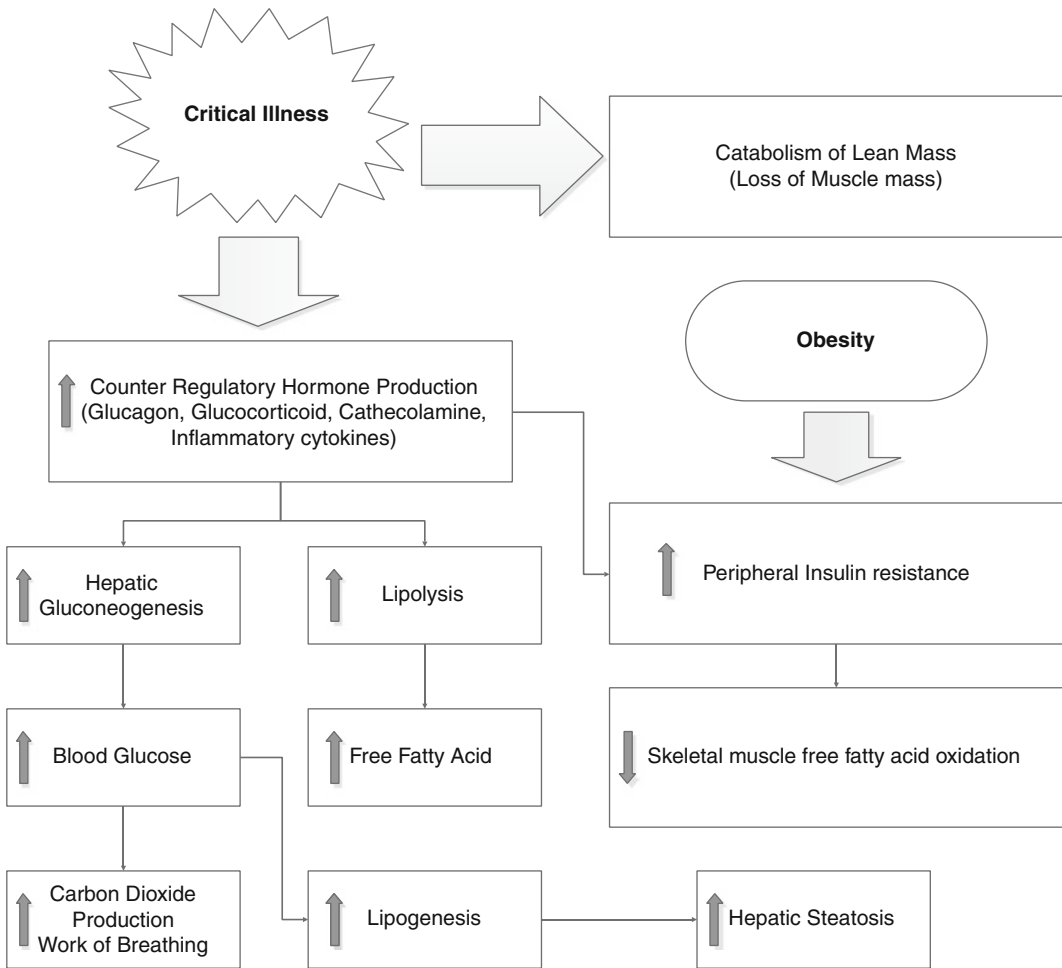 Critical Illness
Catabolism of Lean Mass
(Loss of Muscle mass)
Obesity
Counter Regulatory Hormone Production
(Glucagon, Glucocorticoid, Cathecolamine,
Inflammatory cytokines)
Hepatic
Gluconeogenesis
Lipolysis
Peripheral Insulin resistance
Blood Glucose
Free Fatty Acid
Skeletal muscle free fatty acid oxidation
Carbon Dioxide
Production
Work of Breathing
Lipogenesis
Hepatic Steatosis